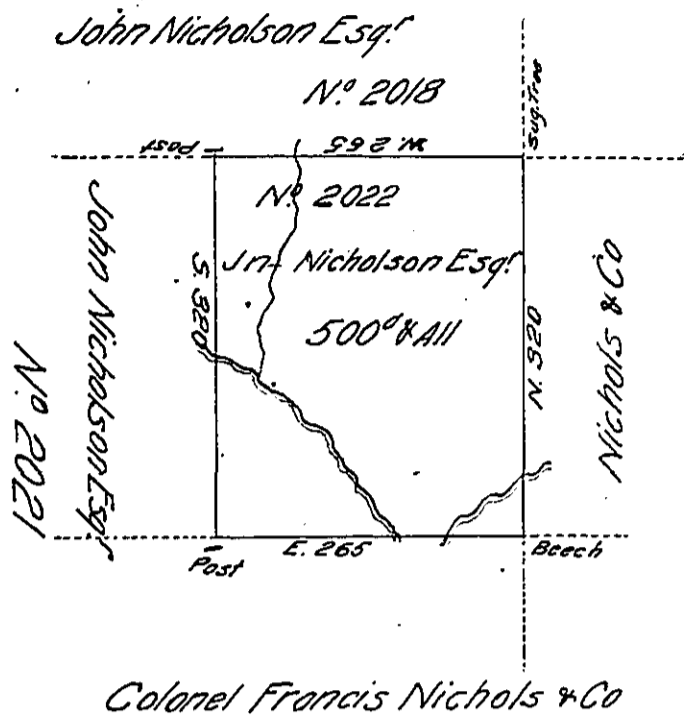 John Nicholson Esqr
No 2018
Sug. Tree
Post
W. 265
No 2022
Jn- Nicholson Esqr
500a & All
S. 320
N. 320
John Nicholson Esqr
No 2021
Nichols & Co
E. 265
Post
Beech
Colonel Francis Nichols & Co